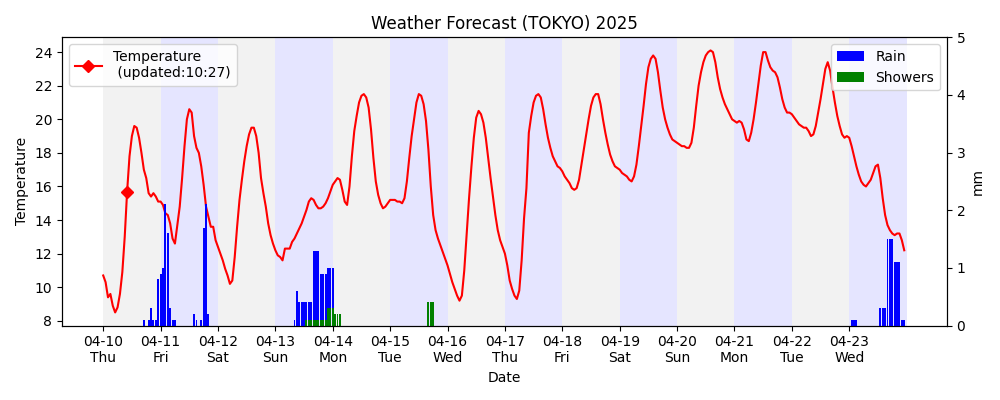 Weather Forecast (TOKYO) 2025
Temperature
(updated:10:27)
Rain
Showers
Temperature
24
22
20
18
16
14
12
10
8
5
4
3
2
1
0
mm
04-10 04-11 04-12 04-13 04-14 04-15 04-16 04-17 04-18 04-19 04-20 04-21 04-22 04-23
Thu Fri Sat Sun Mon Tue Wed Thu Fri Sat Sun Mon Tue Wed
Date